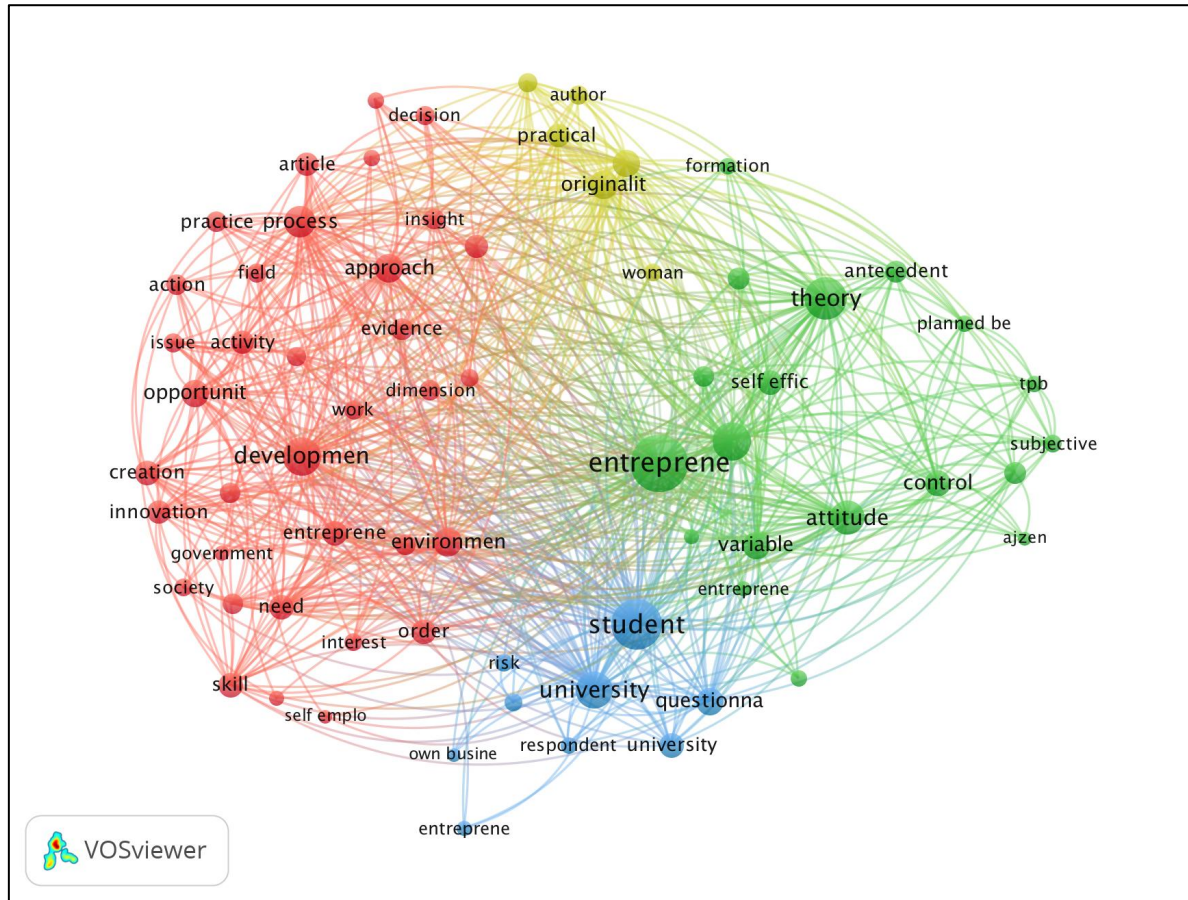 author
decision
practical
article
formation
originalit
practice
process
insight
approach
woman
antecedent
field
action
theory
planned be
evidence
issue
activity
tpb
self effic
opportunit
dimension
work
subjective
developmen
entreprene
creation
control
innovation
attitude
entreprene
environmen
variable
ajzen
government
society
entreprene
need
student
order
interest
risk
skill
university
questionna
self emplo
respondent
university
own busine
entreprene
VOSviewer